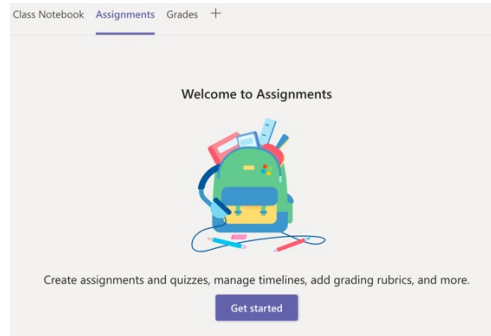 Class Notebook Assignments Grades +
Welcome to Assignments
Create assignments and quizzes, manage timelines, add grading rubrics, and more.
Get started